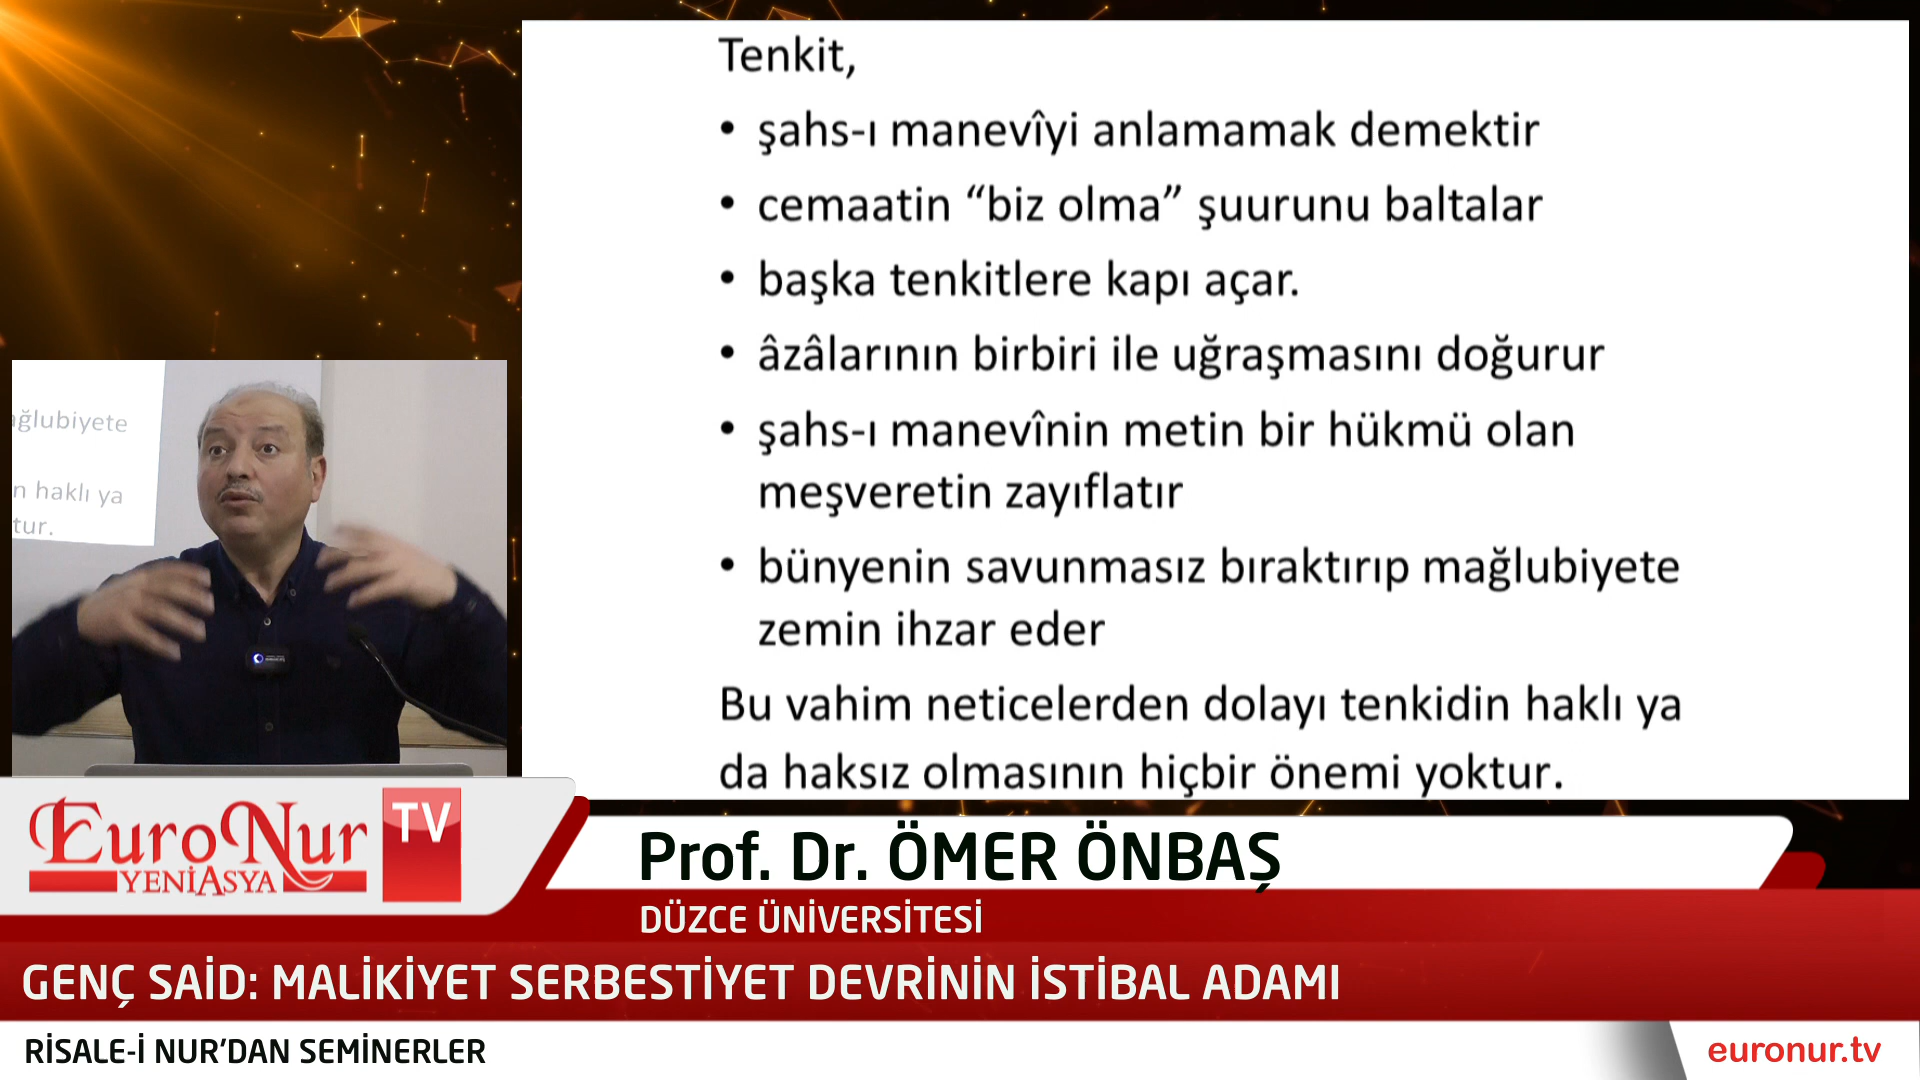 Tenkit,
• şahs-ı manevîyi anlamamak demektir
• cemaatin “biz olma” şuurunu baltalar
• başka tenkitlere kapı açar.
• âzâlarının birbiri ile uğraşmasını doğurur
• şahs-ı manevînin metin bir hükmü olan
meşveretin zayıflatır
• bünyenin savunmasız bıraktırıp mağlubiyete
zemin ihzar eder
Bu vahim neticelerden dolayı tenkidin haklı ya
da haksız olmasının hiçbir önemi yoktur.
ağlubiyete
n haklı ya
tur.
EuroNur TV
YENİASYA
Prof. Dr. ÖMER ÖNBAŞ
DÜZCE ÜNİVERSİTESİ
GENÇ SAİD: MALİKİYET SERBESTİYET DEVRİNİN İSTİBAL ADAMI
RİSALE-İ NUR’DAN SEMİNERLER
euronur.tv